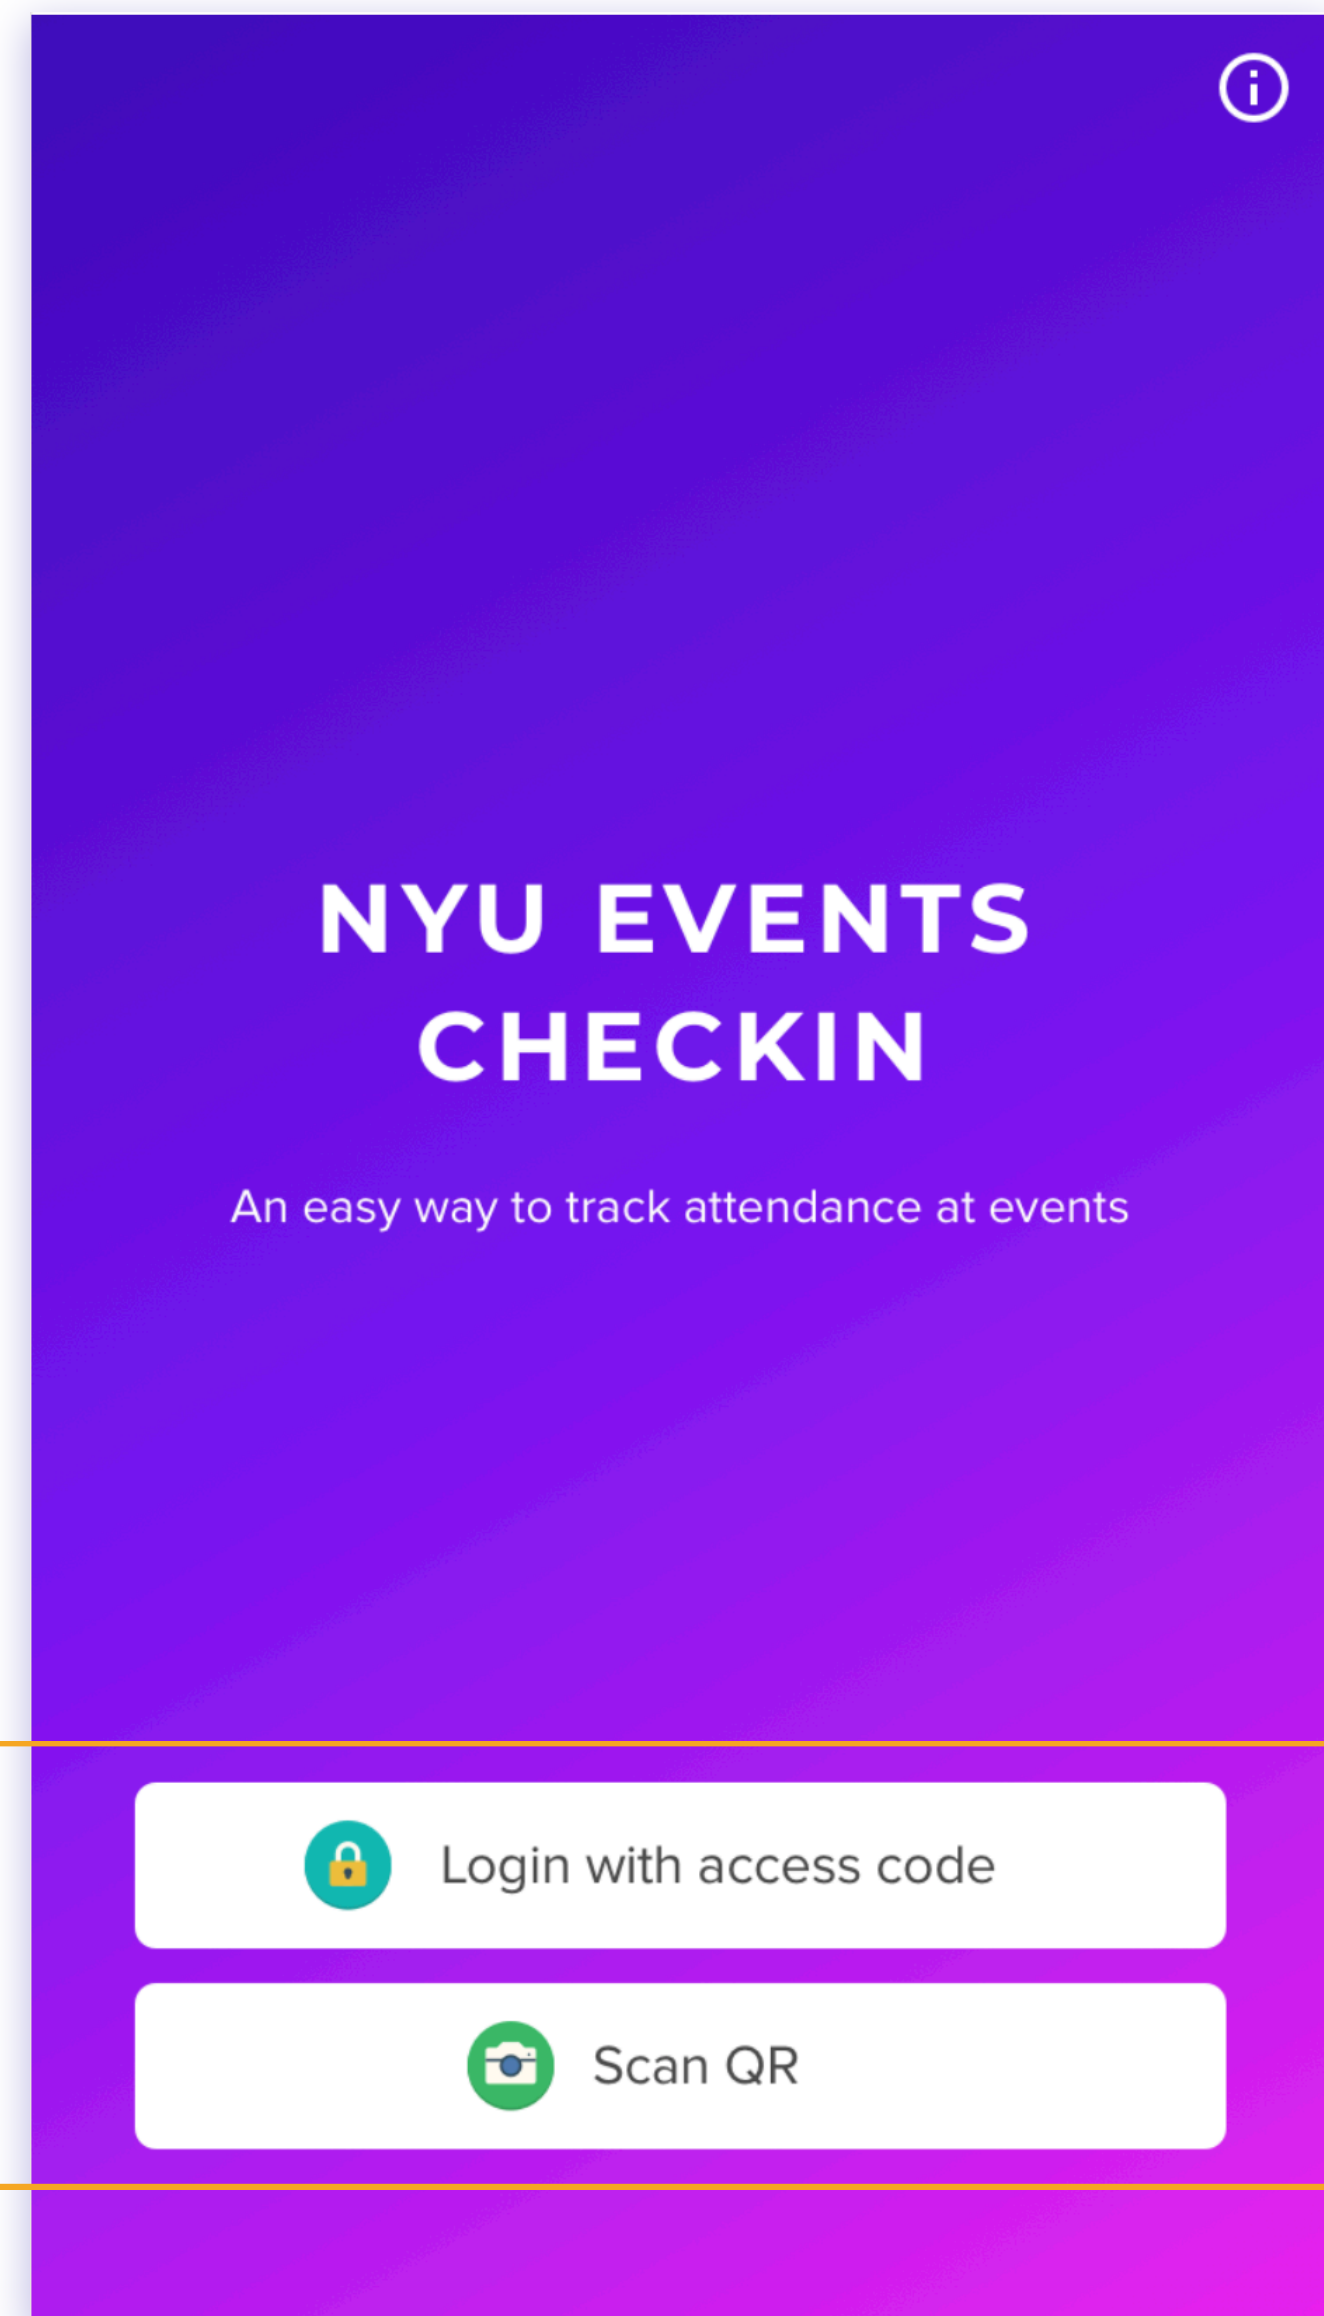 NYU EVENTS
CHECKIN
An easy way to track attendance at events
Login with access code
Scan QR